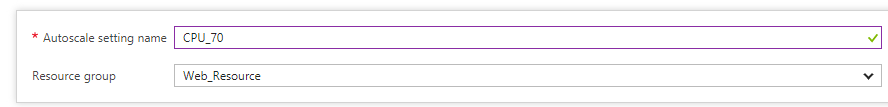 * Autoscale setting name CPU_70
Resource group Web_Resource